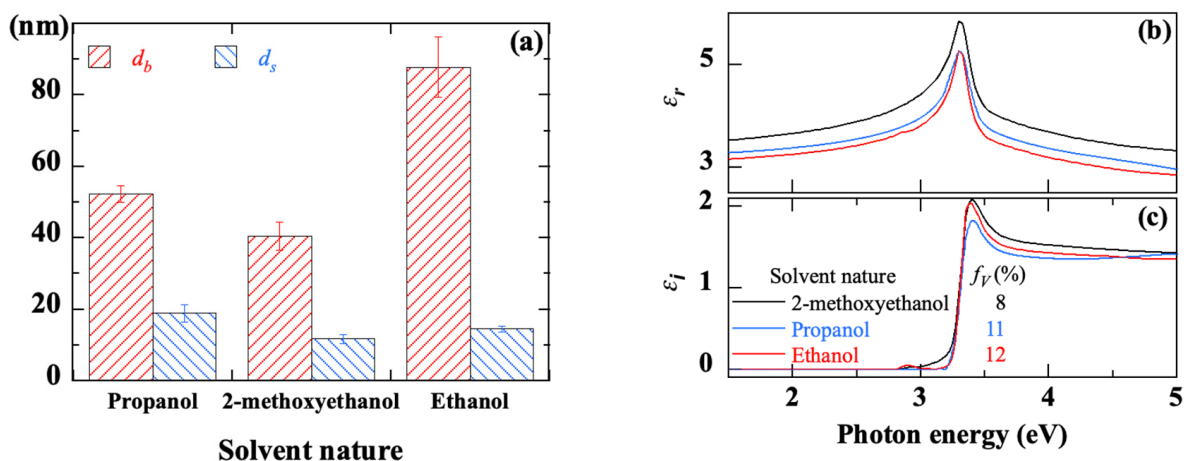 (nm)
(a)
d_b
d_s
80
60
40
20
0
Propanol 2-methoxyethanol Ethanol
Solvent nature
(b)
ε_r
5
3
(c)
ε_i
2
1
0
Solvent nature f_V (%)
2-methoxyethanol 8
Propanol 11
Ethanol 12
2 3 4 5
Photon energy (eV)